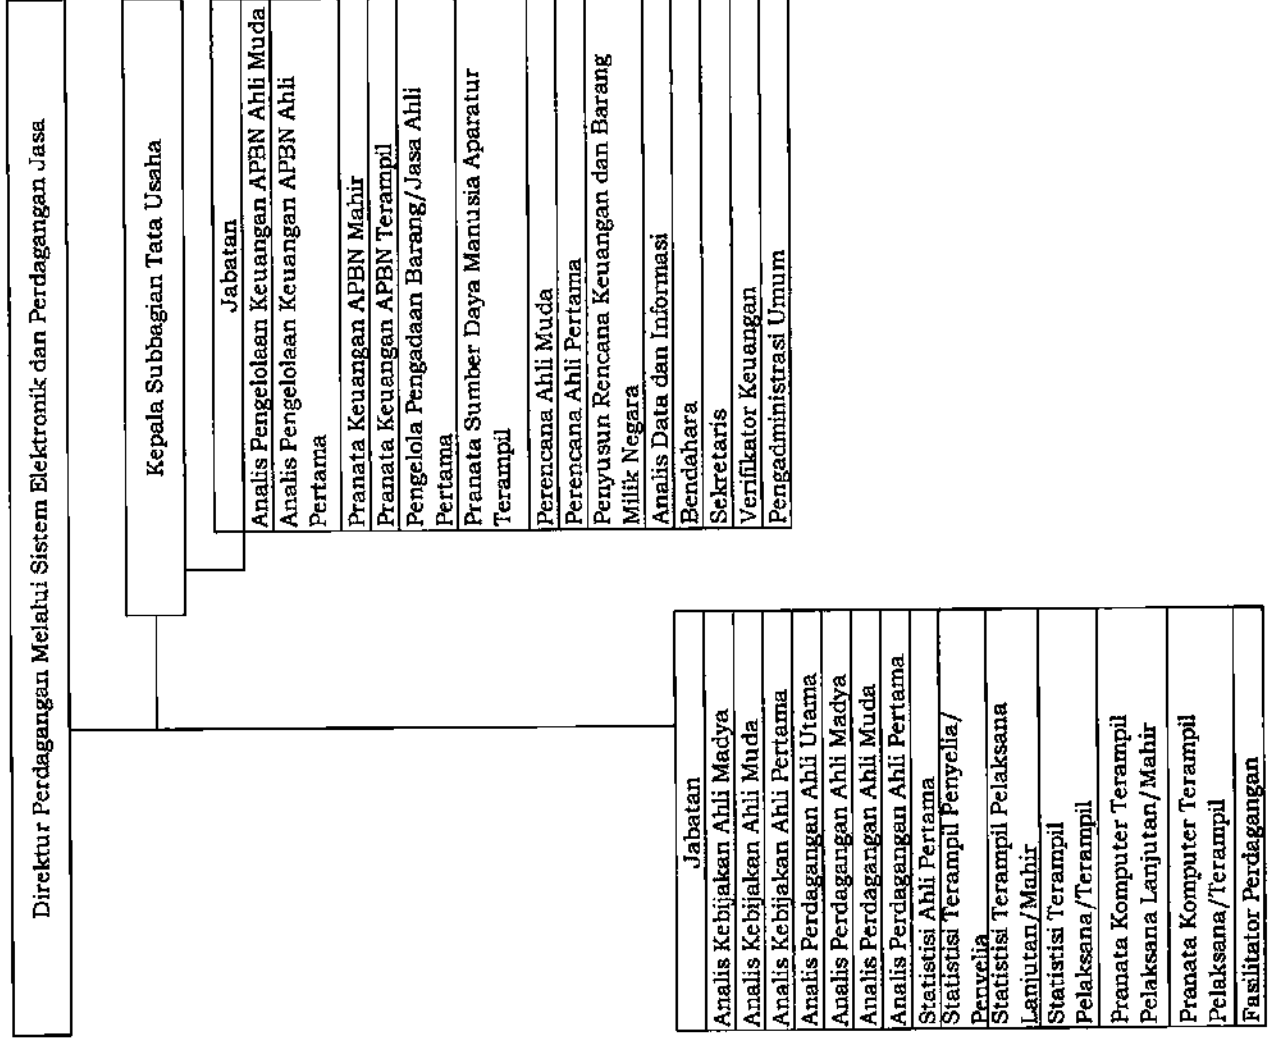 Direktur Perdagangan Melalui Sistem Elektronik dan Perdagangan Jasa
Kepala Subbagian Tata Usaha
Jabatan
Analis Pengelolaan Keuangan APBN Ahli Muda
Analis Pengelolaan Keuangan APBN Ahli
Pertama
Pranata Keuangan APBN Mahir
Pranata Keuangan APBN Terampil
Pengelola Pengadaan Barang/Jasa Ahli
Pertama
Pranata Sumber Daya Manusia Aparatur
Terampil
Perencana Ahli Muda
Perencana Ahli Pertama
Penyusun Rencana Keuangan dan Barang
Milik Negara
Analis Data dan Informasi
Bendahara
Sekretaris
Verifikator Keuangan
Pengadministrasi Umum
Jabatan
Analis Kebijakan Ahli Madya
Analis Kebijakan Ahli Muda
Analis Kebijakan Ahli Pertama
Analis Perdagangan Ahli Utama
Analis Perdagangan Ahli Madya
Analis Perdagangan Ahli Muda
Analis Perdagangan Ahli Pertama
Statistisi Ahli Pertama
Statistisi Terampil Penyelia/
Penyelia
Statistisi Terampil Pelaksana
Lanjutan/Mahir
Statistisi Terampil
Pelaksana/Terampil
Pranata Komputer Terampil
Pelaksana Lanjutan/Mahir
Pranata Komputer Terampil
Pelaksana/Terampil
Fasilitator Perdagangan